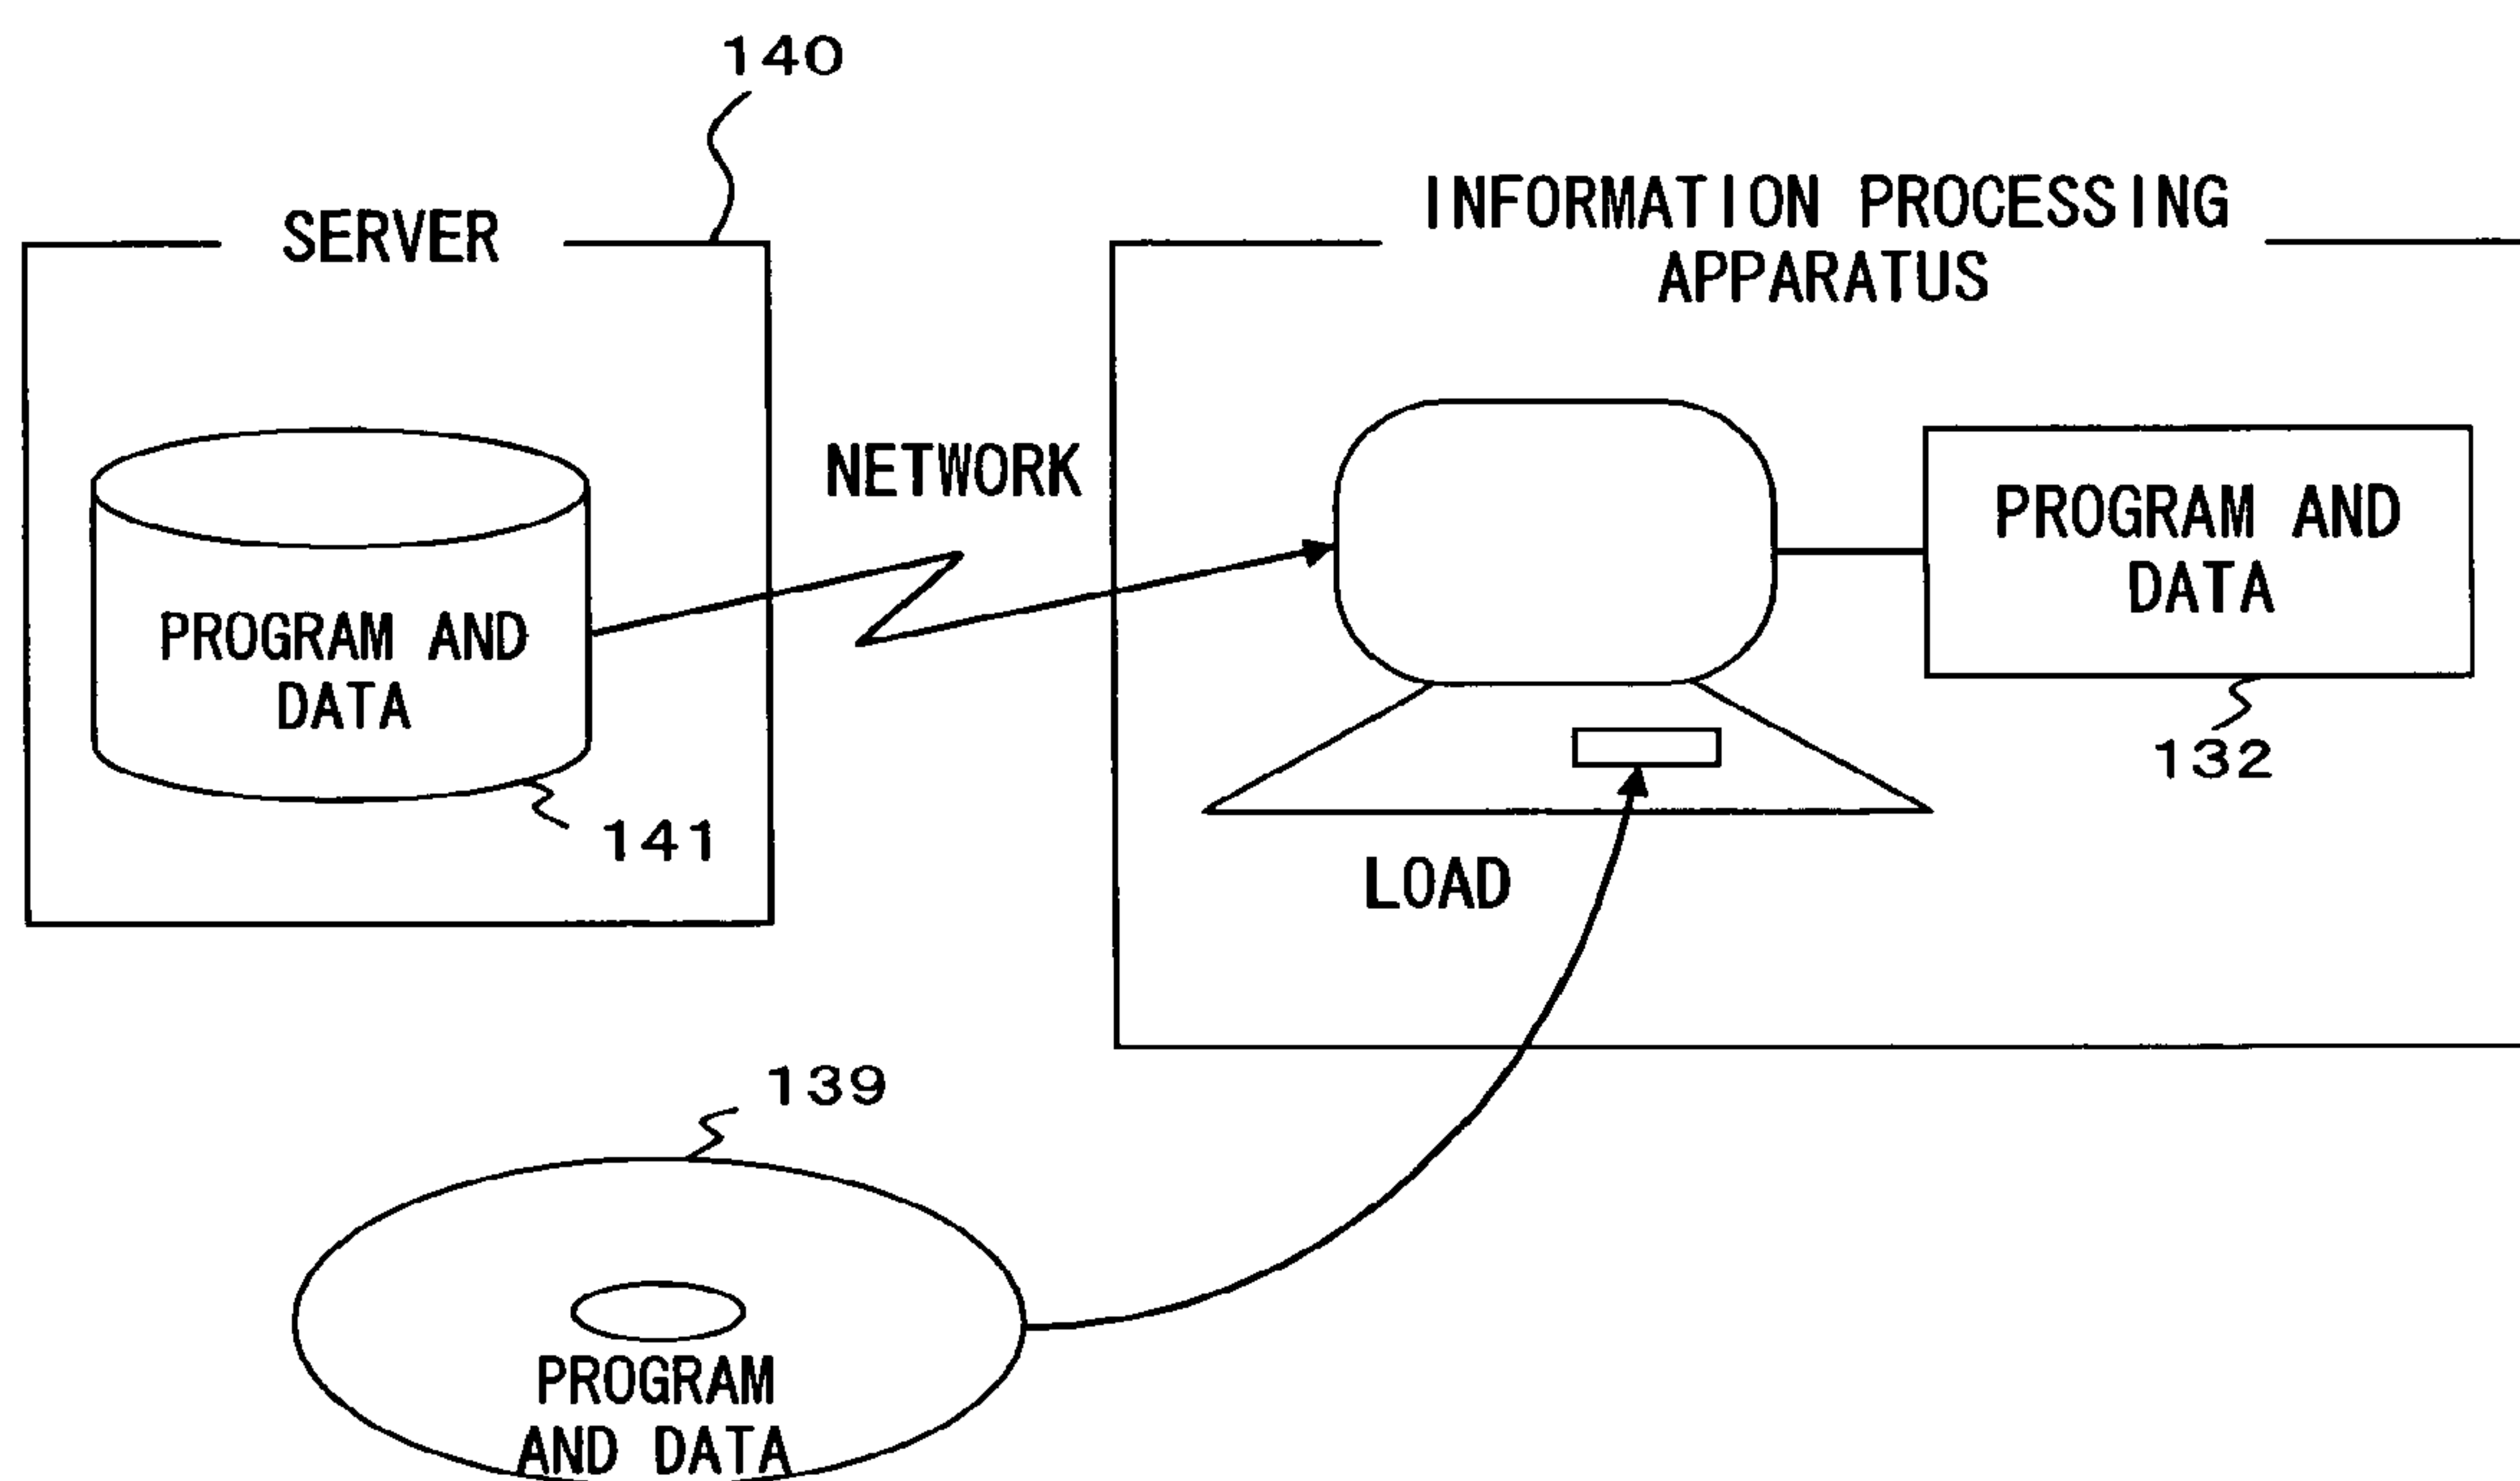 140
SERVER
INFORMATION PROCESSING
APPARATUS
NETWORK
PROGRAM AND
DATA
141
PROGRAM AND
DATA
132
LOAD
139
PROGRAM
AND DATA